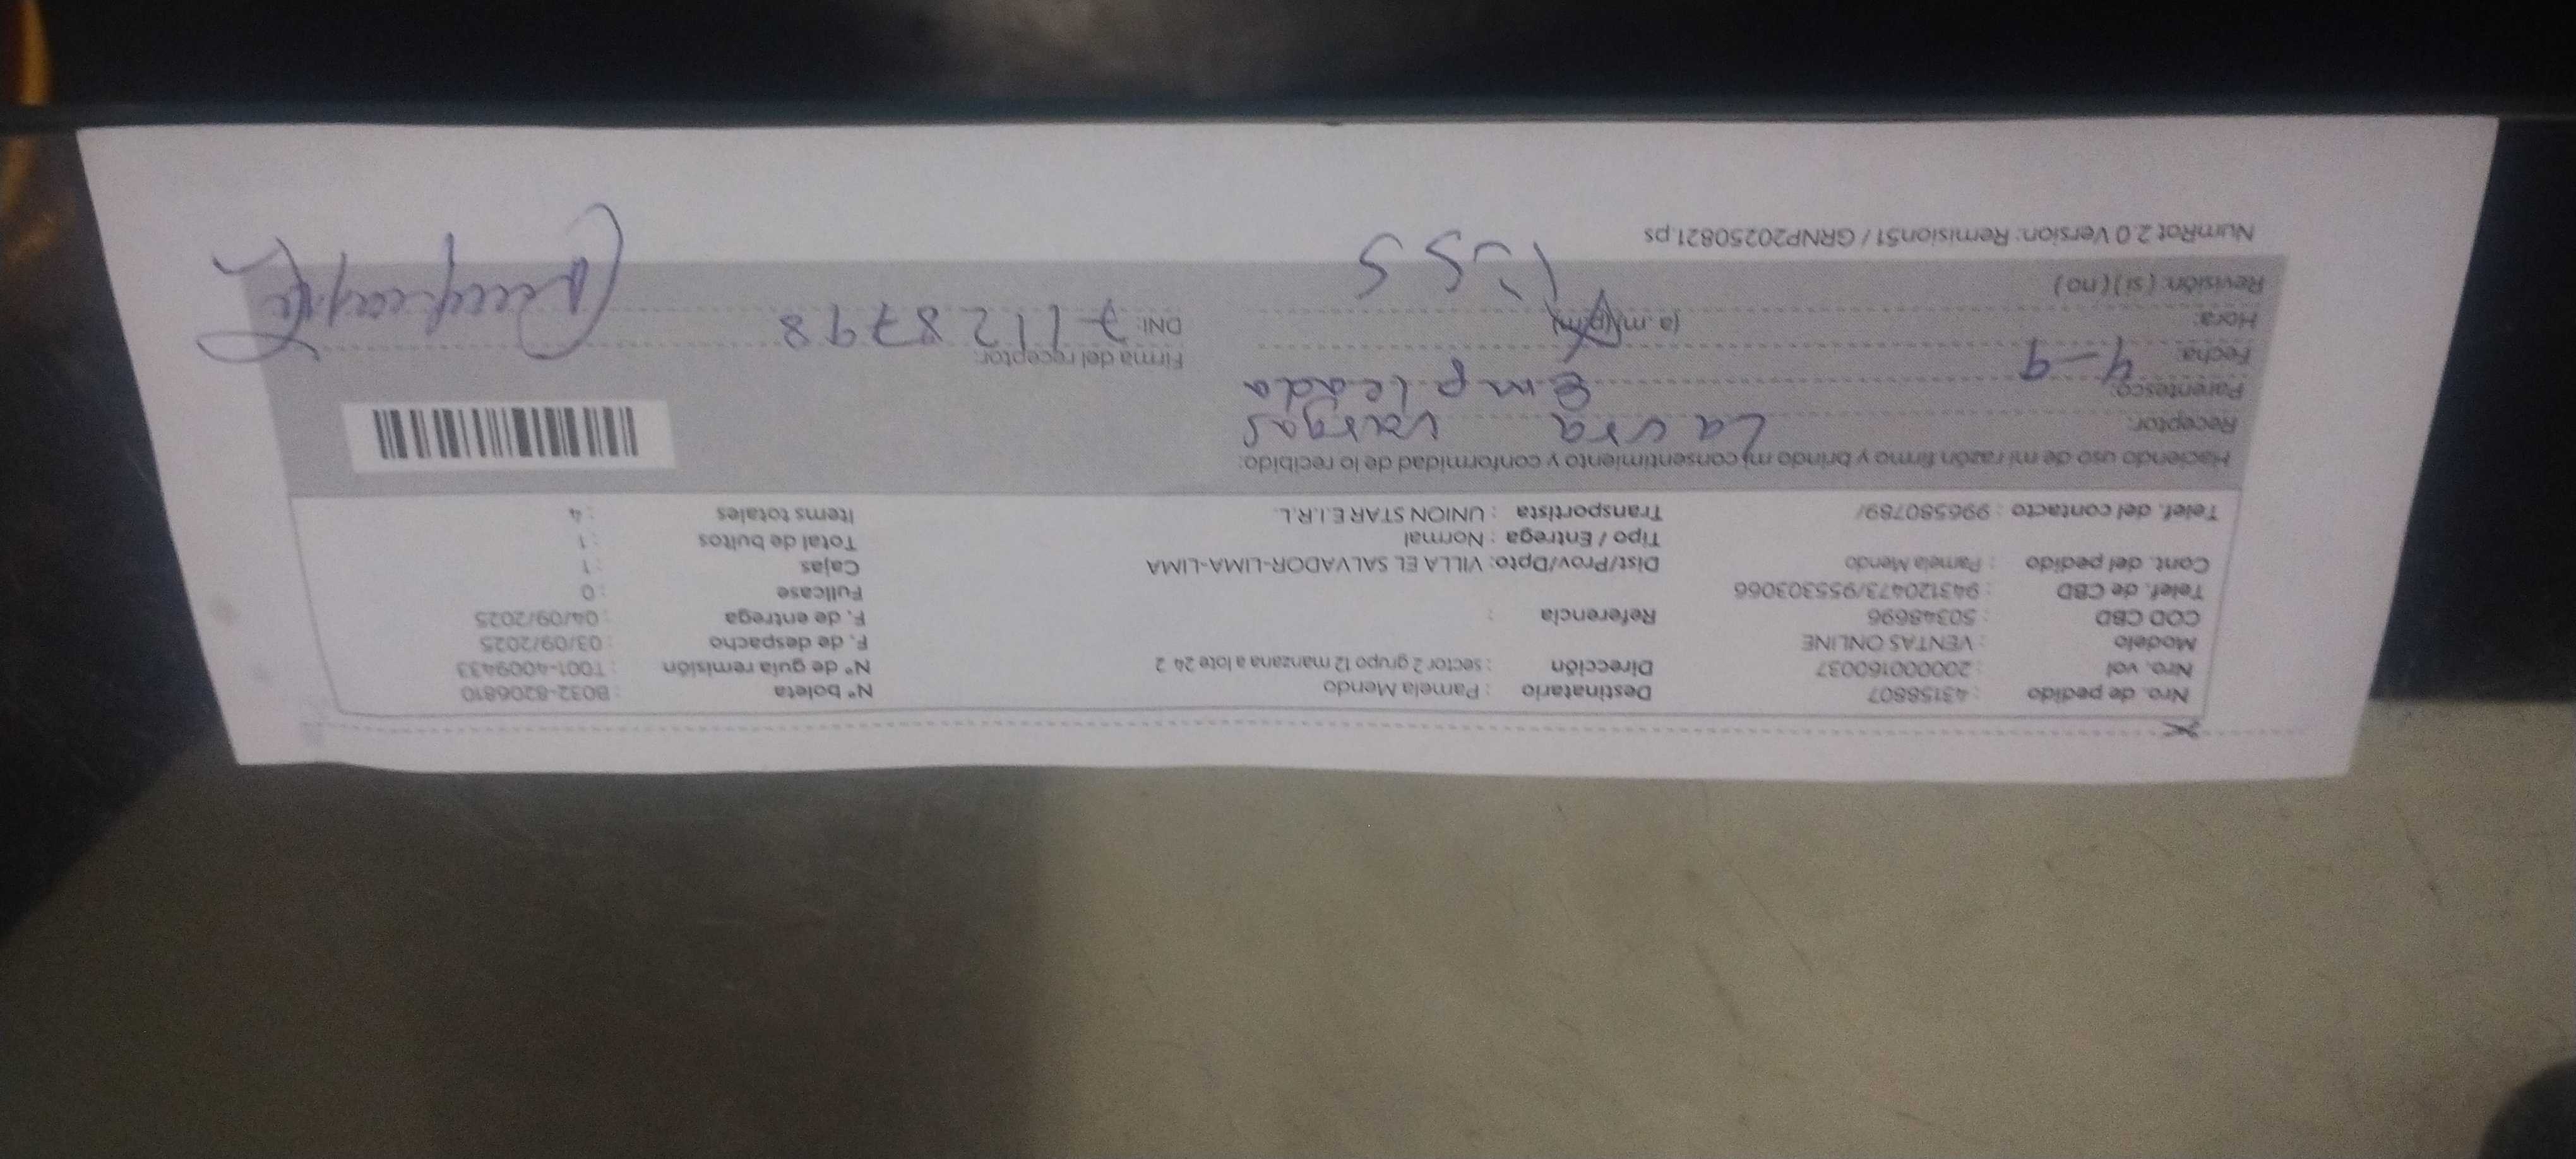 Nro. de pedido : 43158807 Destinatario : Pamela Mendo N° boleta : B032-8206810
Nro. vol : 20000160037 Dirección : sector 2 grupo 12 manzana a lote 24 2 N° de guía remisión : T001-4009433
Modelo : VENTAS ONLINE F. de despacho : 03/09/2025
COD CBD : 50348696 Referencia : F. de entrega : 04/09/2025
Telef. de CBD : 943120473/955303066 Fullcase : 0
Cont. del pedido : Pamela Mendo Dist/Prov/Dpto: VILLA EL SALVADOR-LIMA-LIMA Cajas : 1
Tipo / Entrega : Normal Total de bultos : 1
Telef. del contacto : 996580789/ Transportista : UNION STAR E.I.R.L. Items totales : 4
Haciendo uso de mi razón firmo y brindo mi consentimiento y conformidad de lo recibido:
Receptor: Laura Vargas
Parentesco: Empleada
Fecha: 4-9 Firma del receptor:
Hora: (a.m)(p.m) 1:55 DNI: 71128798
Revisión: (si) (no)
NumRot 2.0 Version: Remision51 / GRNP20250821.ps